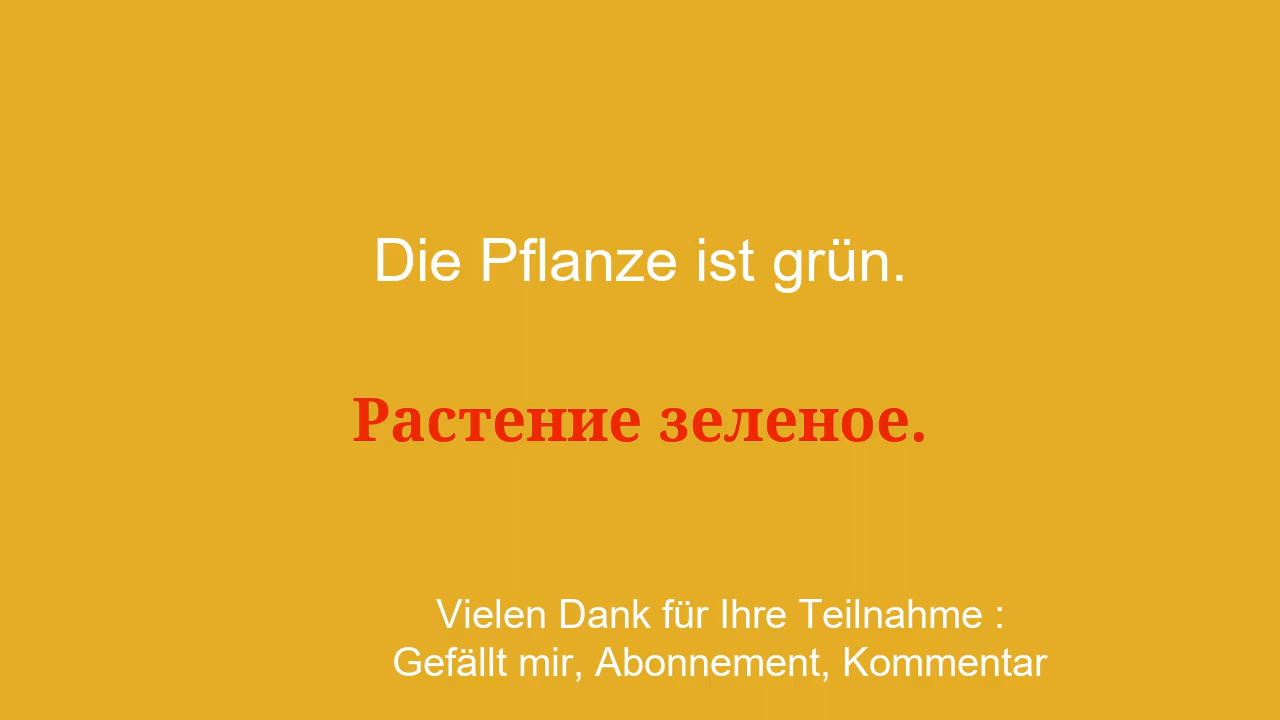 Die Pflanze ist grün.
Растение зеленое.
Vielen Dank für Ihre Teilnahme :
Gefällt mir, Abonnement, Kommentar